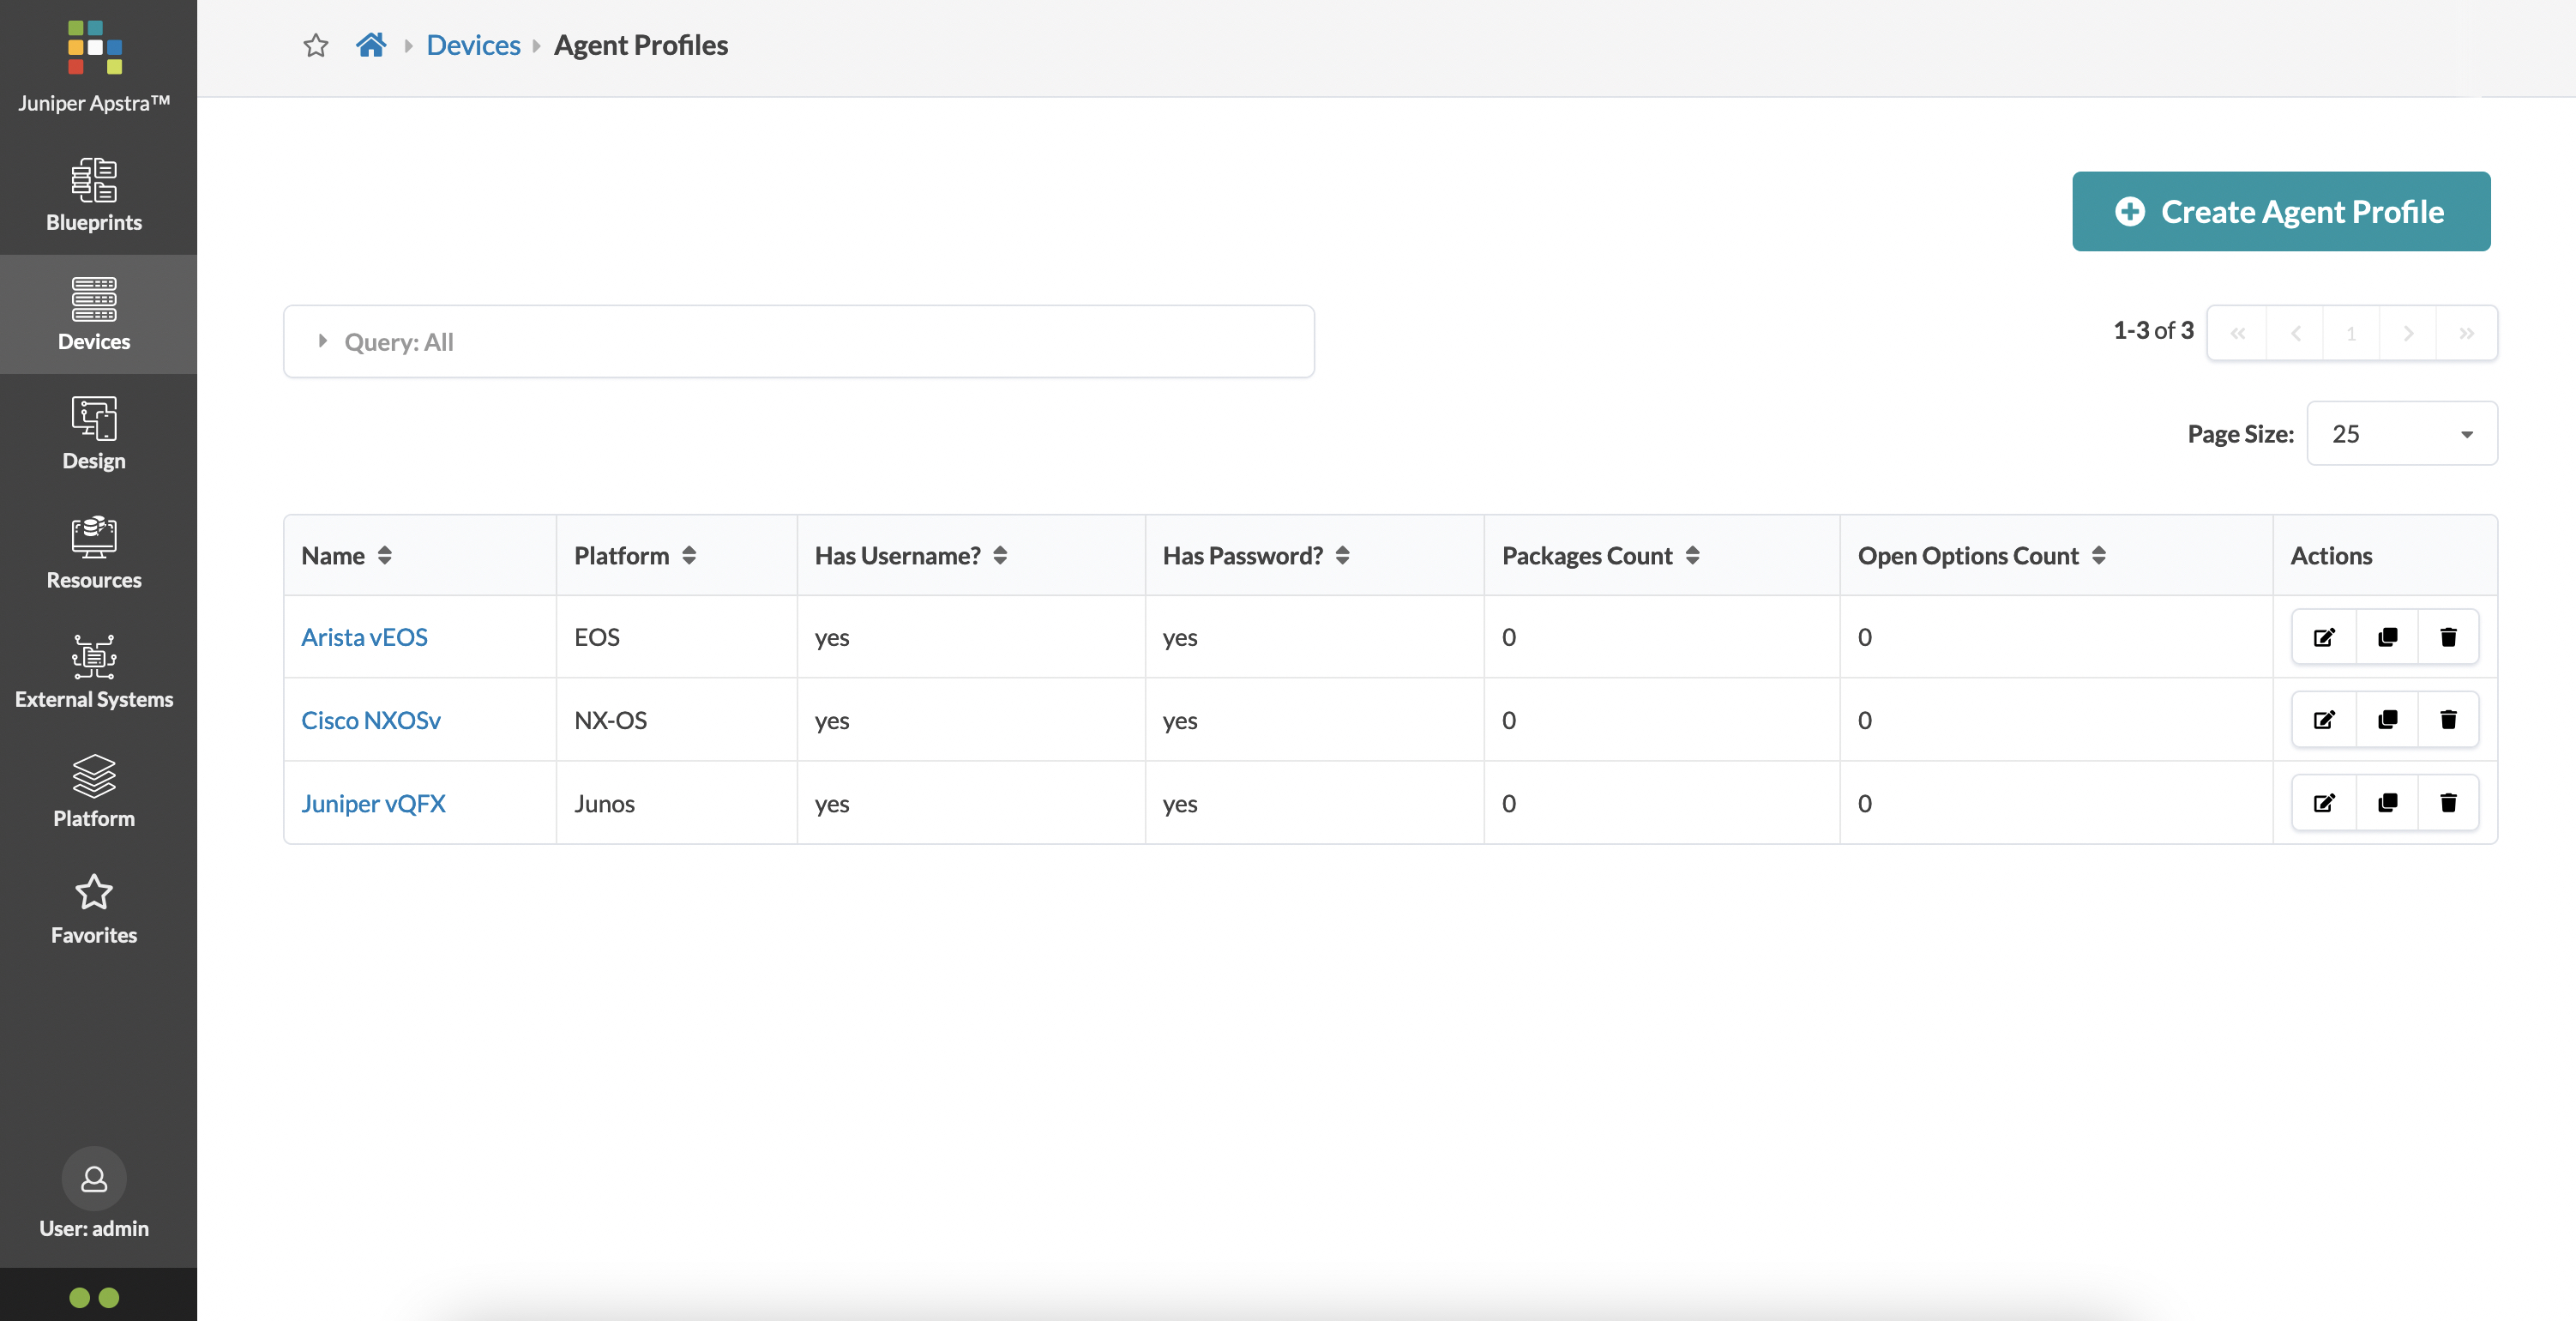 Juniper Apstra™
Blueprints
Devices
Design
Resources
External Systems
Platform
Favorites
User: admin
Devices Agent Profiles
Create Agent Profile
Query: All
1-3 of 3 « < 1 > »
Page Size: 25
Name Platform Has Username? Has Password? Packages Count Open Options Count Actions
Arista vEOS EOS yes yes 0 0
Cisco NXOSv NX-OS yes yes 0 0
Juniper vQFX Junos yes yes 0 0